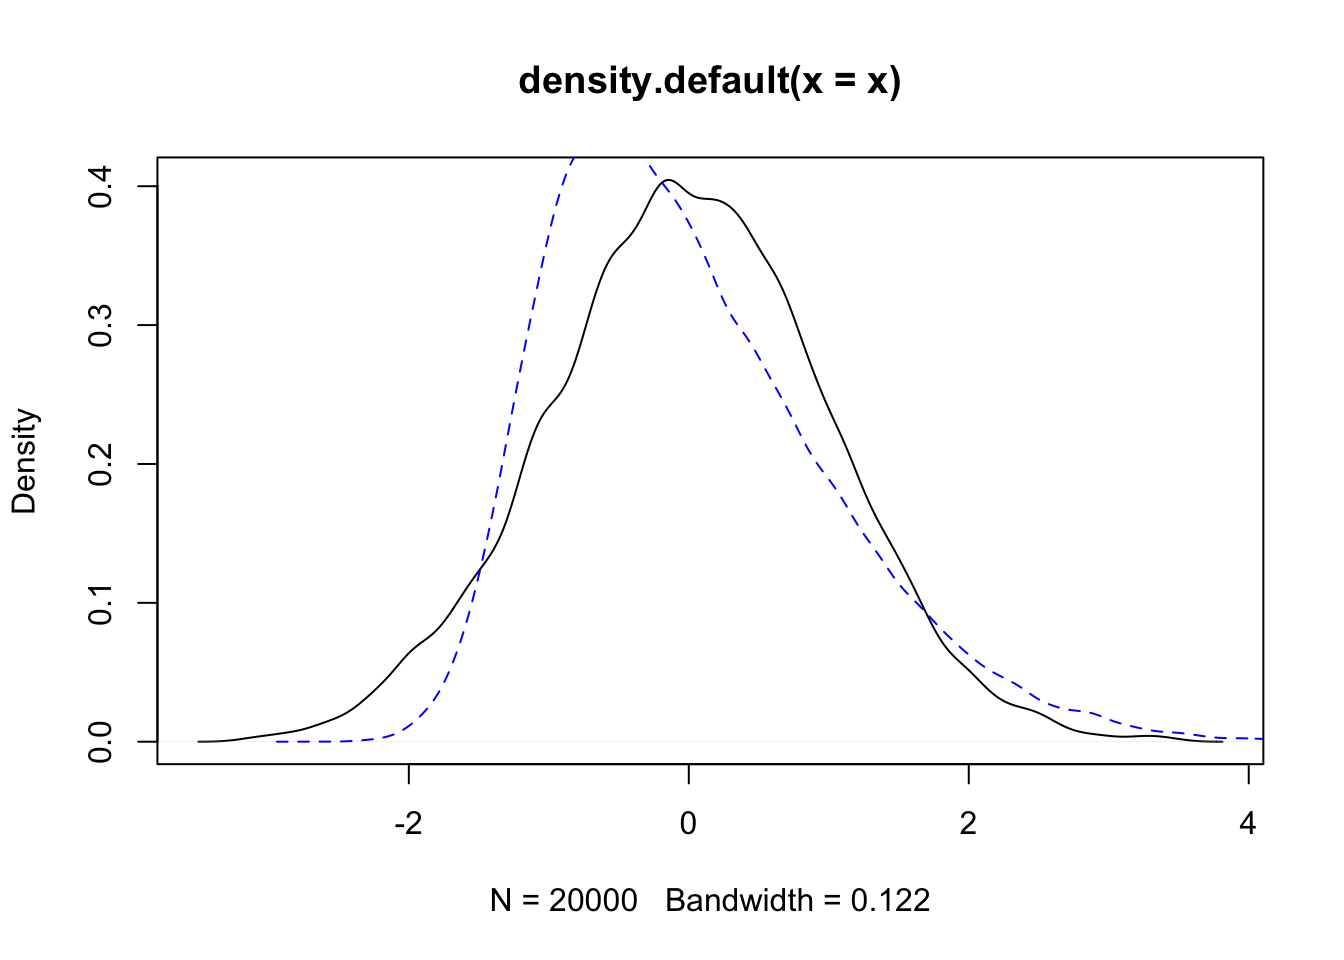 density.default(x = x)
Density
0.4
0.3
0.2
0.1
0.0
-2 0 2 4
N = 20000 Bandwidth = 0.122